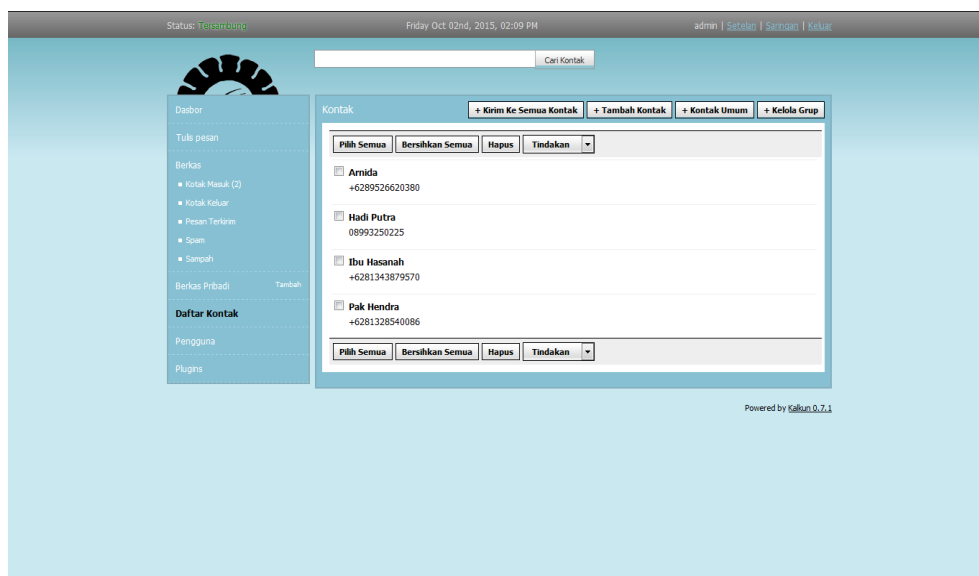 Status: Tersambung Friday Oct 02nd, 2015, 02:09 PM admin | Setelan | Saringan | Keluar
Cari Kontak
Dasbor
Tulis pesan
Berkas
Kotak Masuk (2)
Kotak Keluar
Pesan Terkirim
Spam
Sampah
Berkas Pribadi Tambah
Daftar Kontak
Pengguna
Plugins
Kontak + Kirim Ke Semua Kontak + Tambah Kontak + Kontak Umum + Kelola Grup
Pilih Semua Bersihkan Semua Hapus Tindakan
Arnida
+6289526620380
Hadi Putra
08993250225
Ibu Hasanah
+6281343879570
Pak Hendra
+6281328540086
Pilih Semua Bersihkan Semua Hapus Tindakan
Powered by Kalkun 0.7.1